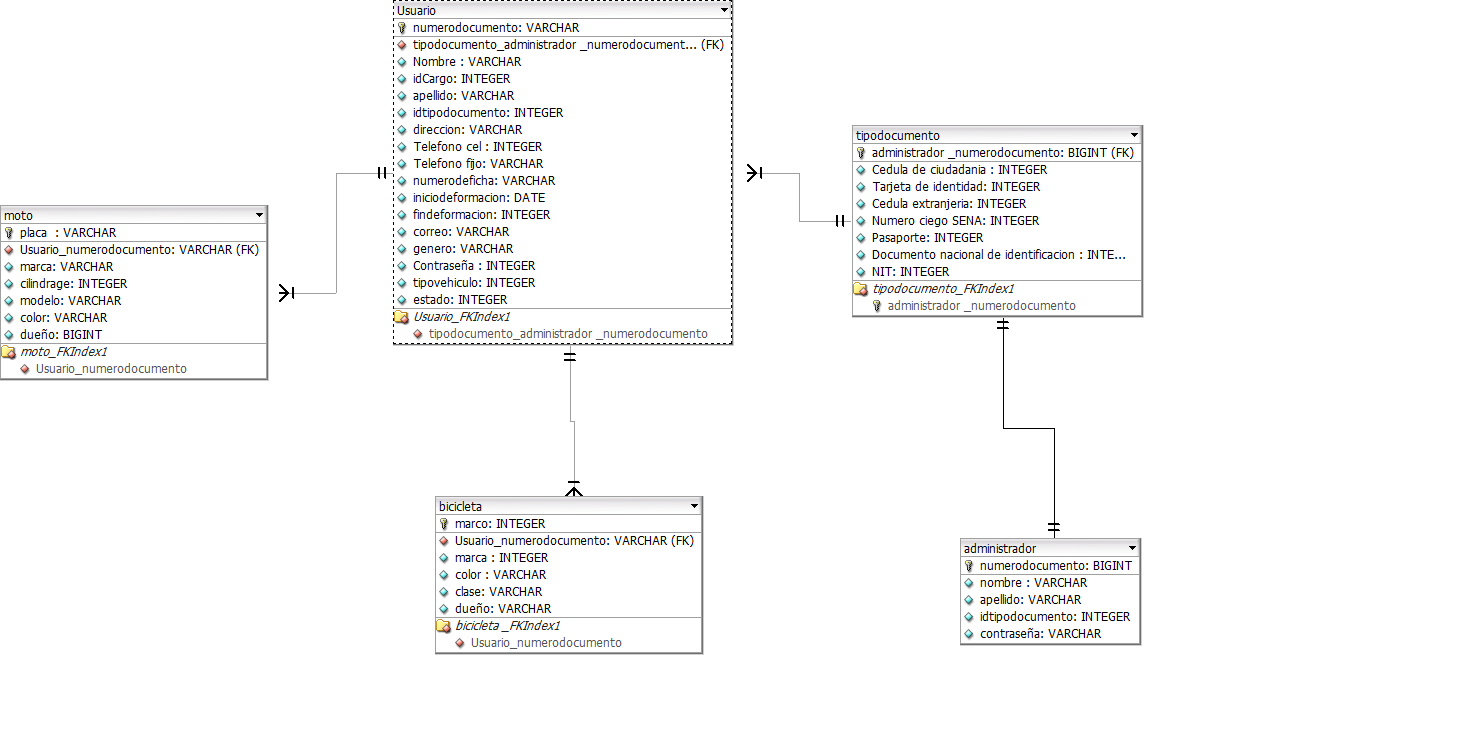 Usuario
numerodocumento: VARCHAR
tipodocumento_administrador _numerodocument... (FK)
Nombre : VARCHAR
idCargo: INTEGER
apellido: VARCHAR
idtipodocumento: INTEGER
direccion: VARCHAR
Telefono cel : INTEGER
Telefono fijo: VARCHAR
numerodeficha: VARCHAR
iniciodeformacion: DATE
findeformacion: INTEGER
correo: VARCHAR
genero: VARCHAR
Contraseña : INTEGER
tipovehiculo: INTEGER
estado: INTEGER
Usuario_FKIndex1
tipodocumento_administrador _numerodocumento
tipodocumento
administrador _numerodocumento: BIGINT (FK)
Cedula de ciudadania : INTEGER
Tarjeta de identidad: INTEGER
Cedula extranjeria: INTEGER
Numero ciego SENA: INTEGER
Pasaporte: INTEGER
Documento nacional de identificacion : INTE...
NIT: INTEGER
tipodocumento_FKIndex1
administrador _numerodocumento
moto
placa : VARCHAR
Usuario_numerodocumento: VARCHAR (FK)
marca: VARCHAR
cilindrage: INTEGER
modelo: VARCHAR
color: VARCHAR
dueño: BIGINT
moto_FKIndex1
Usuario_numerodocumento
bicicleta
marco: INTEGER
Usuario_numerodocumento: VARCHAR (FK)
marca : INTEGER
color : VARCHAR
clase: VARCHAR
dueño: VARCHAR
bicicleta _FKIndex1
Usuario_numerodocumento
administrador
numerodocumento: BIGINT
nombre : VARCHAR
apellido: VARCHAR
idtipodocumento: INTEGER
contraseña: VARCHAR